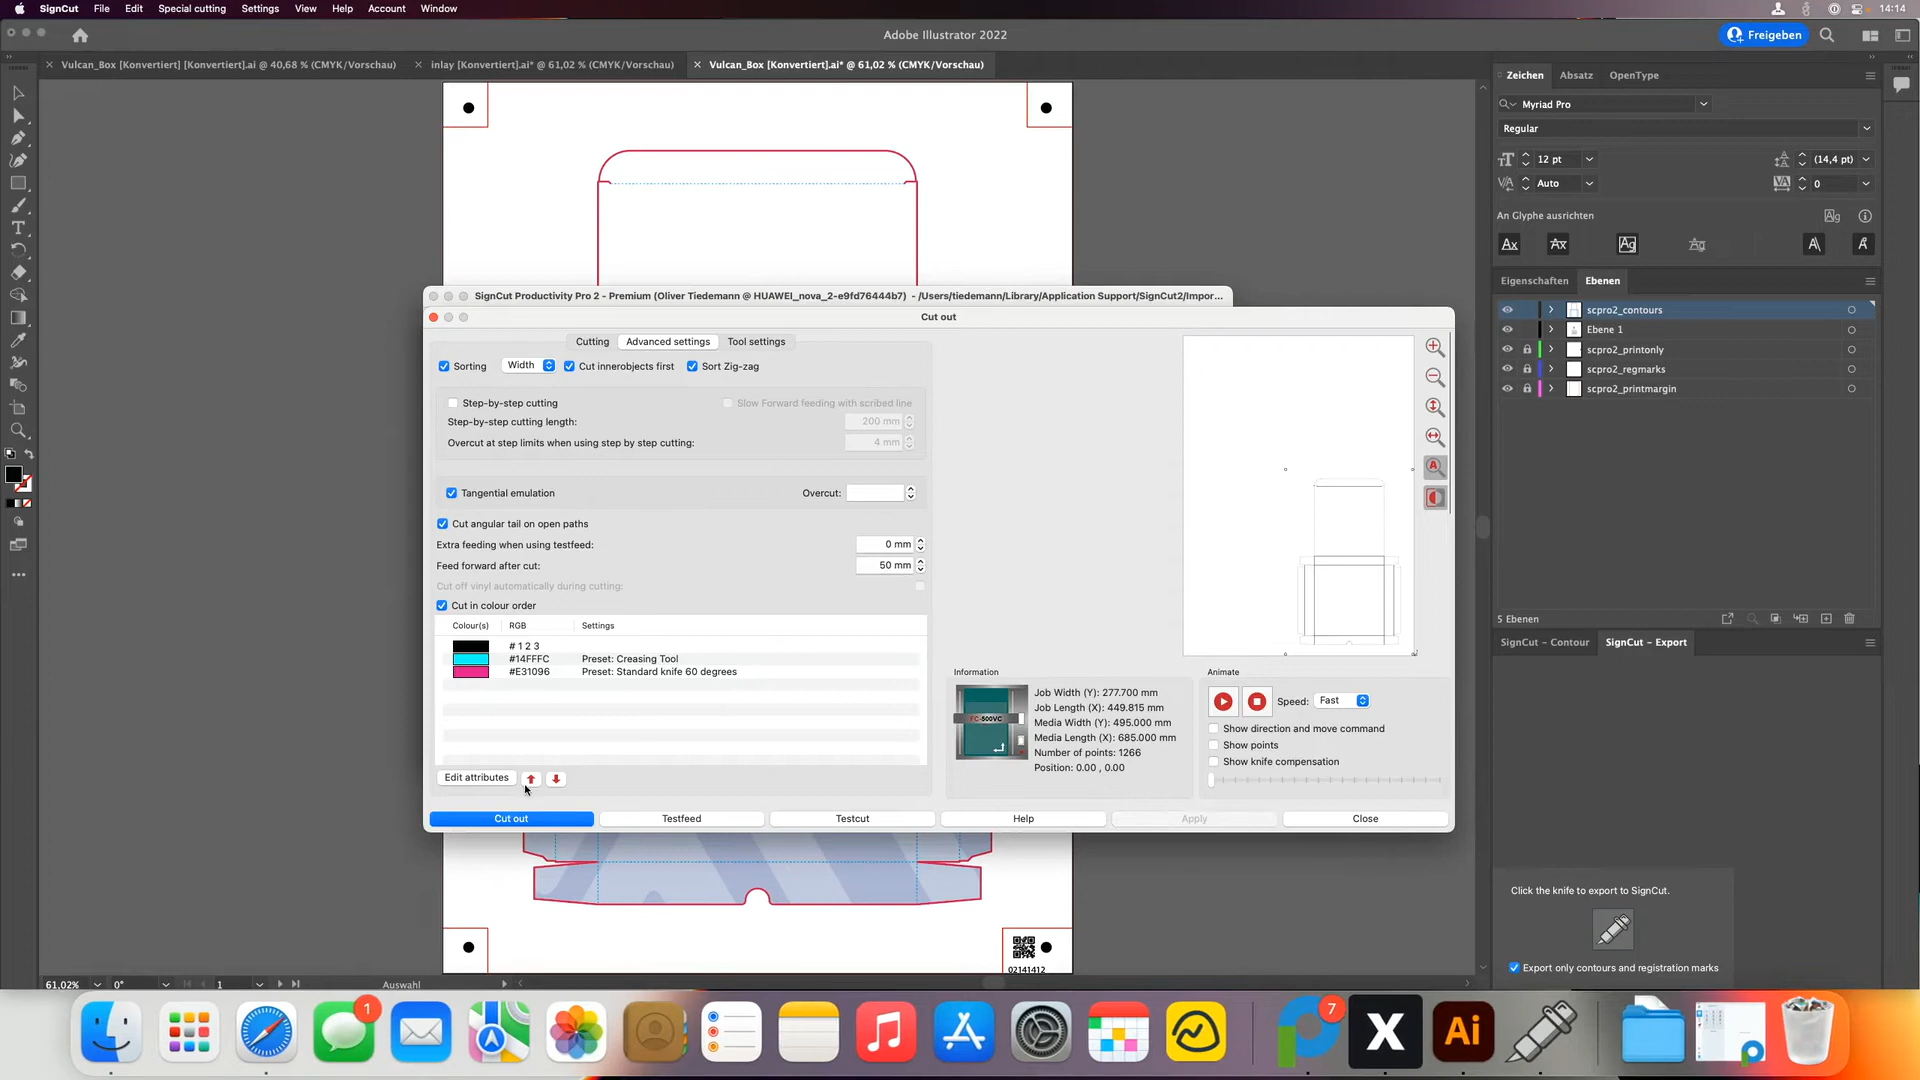 SignCut File Edit Special cutting Settings View Help Account Window 14:14
Adobe Illustrator 2022
Freigeben
Vulcan_Box [Konvertiert] [Konvertiert].ai @ 40,68 % (CMYK/Vorschau)
inlay [Konvertiert].ai* @ 61,02 % (CMYK/Vorschau)
Vulcan_Box [Konvertiert].ai* @ 61,02 % (CMYK/Vorschau)
Zeichen Absatz OpenType
Myriad Pro
Regular
12 pt (14,4 pt)
Auto 0
An Glyphe ausrichten
Eigenschaften Ebenen
scpro2_contours
Ebene 1
scpro2_printonly
scpro2_regmarks
scpro2_printmargin
5 Ebenen
SignCut – Contour SignCut – Export
Click the knife to export to SignCut.
Export only contours and registration marks
SignCut Productivity Pro 2 - Premium (Oliver Tiedemann @ HUAWEI_nova_2-e9fd76444b7) - /Users/tiedemann/Library/Application Support/SignCut2/Impor...
Cut out
Cutting Advanced settings Tool settings
Sorting Width Cut innerobjects first Sort Zig-zag
Step-by-step cutting Slow Forward feeding with scribed line
Step-by-step cutting length: 200 mm
Overcut at step limits when using step by step cutting: 4 mm
Tangential emulation Overcut:
Cut angular tail on open paths
Extra feeding when using testfeed: 0 mm
Feed forward after cut: 50 mm
Cut off vinyl automatically during cutting:
Cut in colour order
Colour(s) RGB Settings
# 1 2 3
#14FFFC Preset: Creasing Tool
#E31096 Preset: Standard knife 60 degrees
Edit attributes
Information
FC-500VC
Job Width (Y): 277.700 mm
Job Length (X): 449.815 mm
Media Width (Y): 495.000 mm
Media Length (X): 685.000 mm
Number of points: 1266
Position: 0.00 , 0.00
Animate
Speed: Fast
Show direction and move command
Show points
Show knife compensation
Cut out Testfeed Testcut Help Apply Close
02141412
61,02% 0° 1 Auswahl
1
7
X
Ai